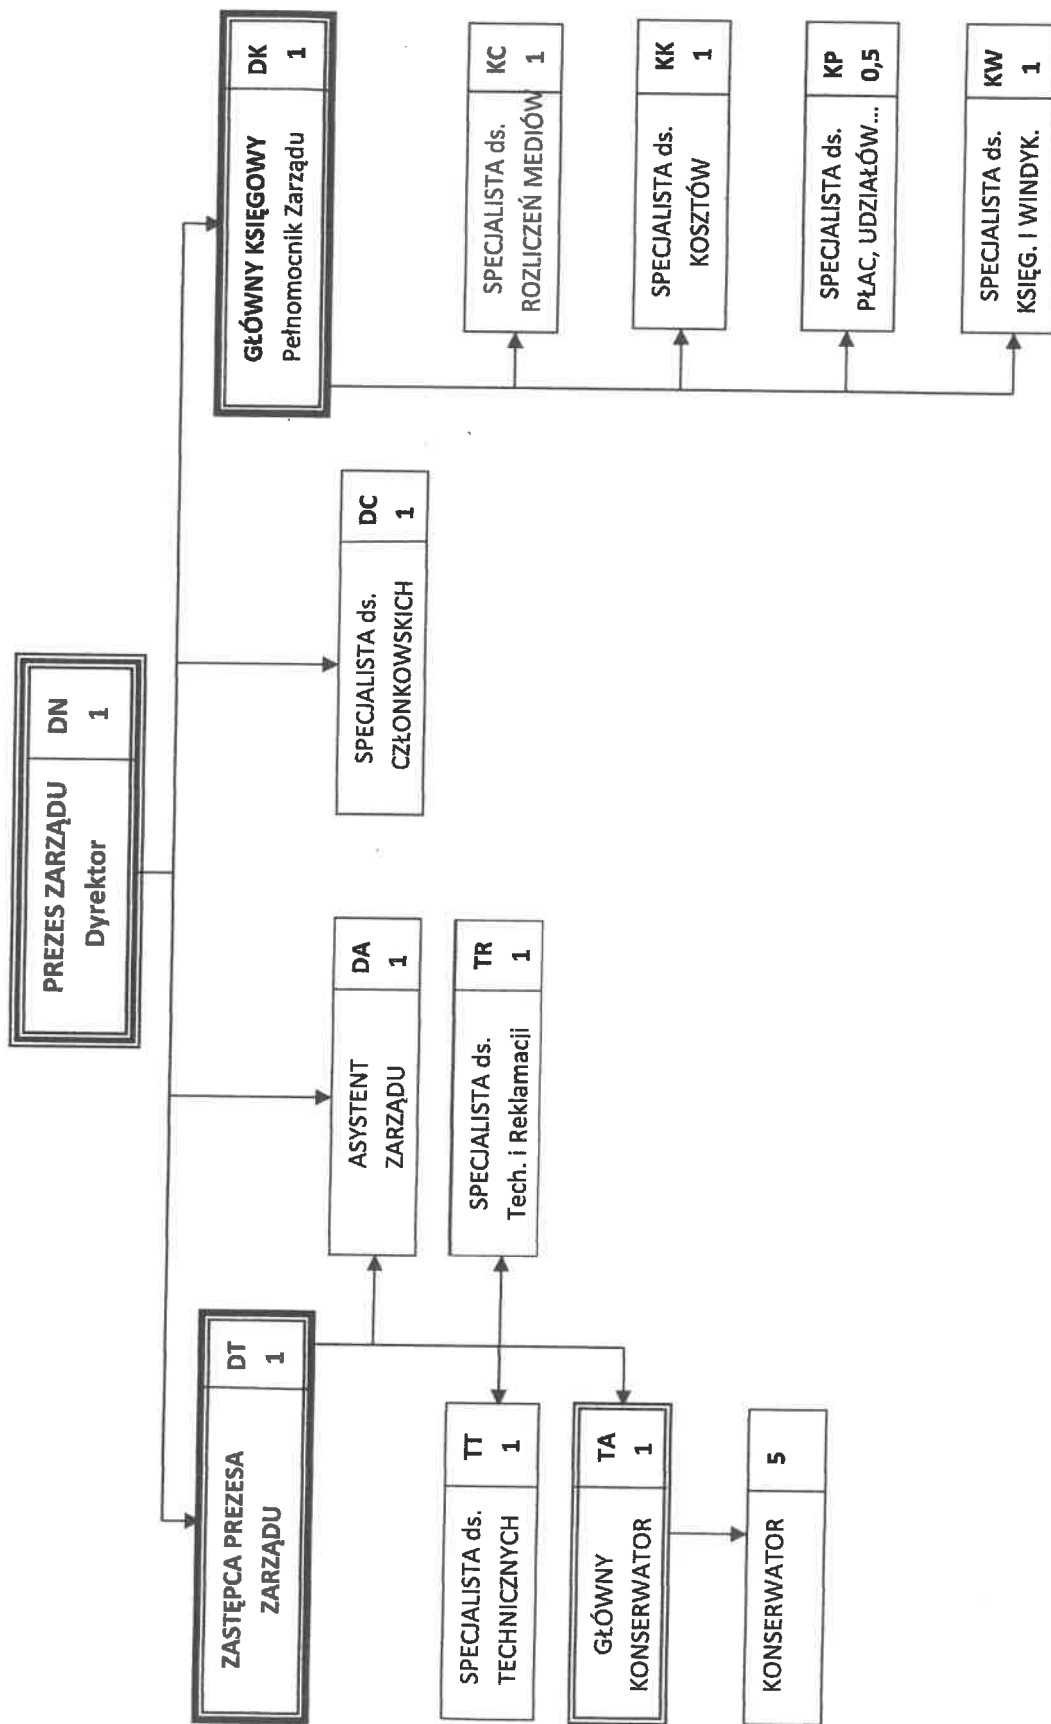 PREZES ZARZĄDU
Dyrektor
DN
1
ZASTĘPCA PREZESA
ZARZĄDU
DT
1
GŁÓWNY KSIĘGOWY
Pełnomocnik Zarządu
DK
1
ASYSTENT
ZARZĄDU
DA
1
SPECJALISTA ds.
CZŁONKOWSKICH
DC
1
SPECJALISTA ds.
TECHNICZNYCH
TT
1
SPECJALISTA ds.
Tech. i Reklamacji
TR
1
SPECJALISTA ds.
ROZLICZEŃ MEDIÓW
KC
1
GŁÓWNY
KONSERWATOR
TA
1
SPECJALISTA ds.
KOSZTÓW
KK
1
KONSERWATOR
5
SPECJALISTA ds.
PŁAC, UDZIAŁÓW...
KP
0,5
SPECJALISTA ds.
KSIĘG. I WINDYK.
KW
1